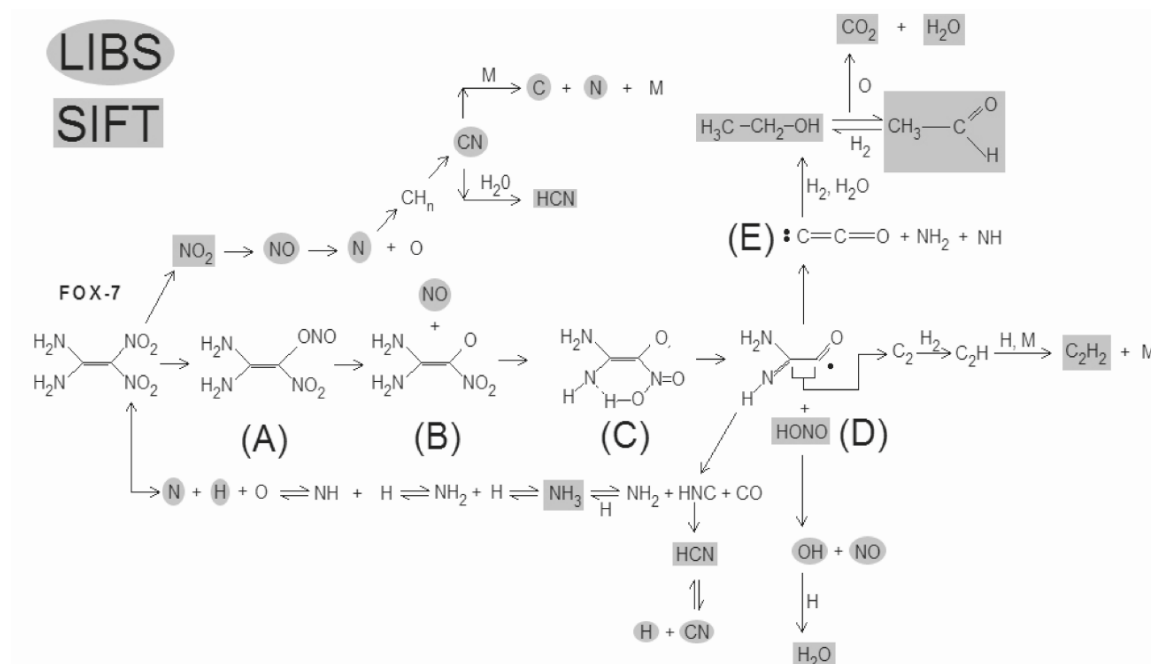 LIBS
SIFT
CO2 + H2O
O
H3C—CH2—OH
H2
CH3—C
O
H
H2, H2O
(E) :C=C=O + NH2 + NH
M
C + N + M
CN
H20
HCN
CHn
NO2 → NO → N + O
NO
+
FOX-7
H2N NO2
H2N NO2
H2N ONO
H2N NO2
H2N O
H2N NO2
H2N O.
N N=O
H H—O
H2N O
N
H
•
+
HONO
C2 H2 C2H H, M C2H2 + M
(A)
(B)
(C)
(D)
N + H + O ⇌ NH + H ⇌ NH2 + H ⇌ NH3 ⇌ NH2 + HNC + CO
H
HCN
H + CN
OH + NO
H
H2O